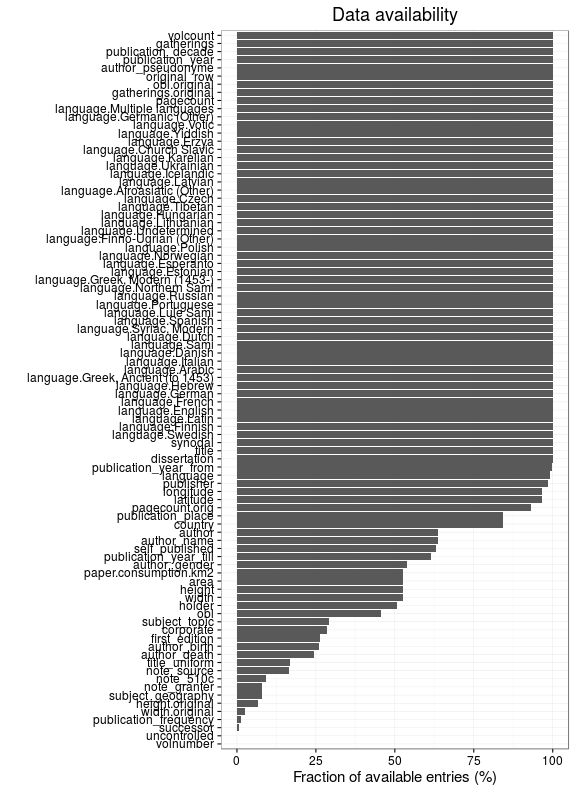 Data availability
volcount
gatherings
publication_decade
publication_year
author_pseudonyme
original_row
obl.original
gatherings.original
pagecount
language.Multiple languages
language.Germanic (Other)
language.Votic
language.Yiddish
language.Erzya
language.Church Slavic
language.Karelian
language.Ukrainian
language.Icelandic
language.Latvian
language.Afroasiatic (Other)
language.Czech
language.Tibetan
language.Hungarian
language.Lithuanian
language.Undetermined
language.Finno-Ugrian (Other)
language.Polish
language.Norwegian
language.Esperanto
language.Estonian
language.Greek, Modern (1453-)
language.Northern Sami
language.Russian
language.Portuguese
language.Lule Sami
language.Spanish
language.Syriac, Modern
language.Dutch
language.Sami
language.Danish
language.Italian
language.Arabic
language.Greek, Ancient (to 1453)
language.Hebrew
language.German
language.French
language.English
language.Latin
language.Finnish
language.Swedish
synodal
title
dissertation
publication_year_from
language
publisher
longitude
latitude
pagecount.orig
publication_place
country
author
author_name
self_published
publication_year_till
author_gender
paper.consumption.km2
area
height
width
holder
obl
subject_topic
corporate
first_edition
author_birth
author_death
title_uniform
note_source
note_510c
note_granter
subject_geography
height.original
width.original
publication_frequency
successor
uncontrolled
volnumber
0 25 50 75 100
Fraction of available entries (%)